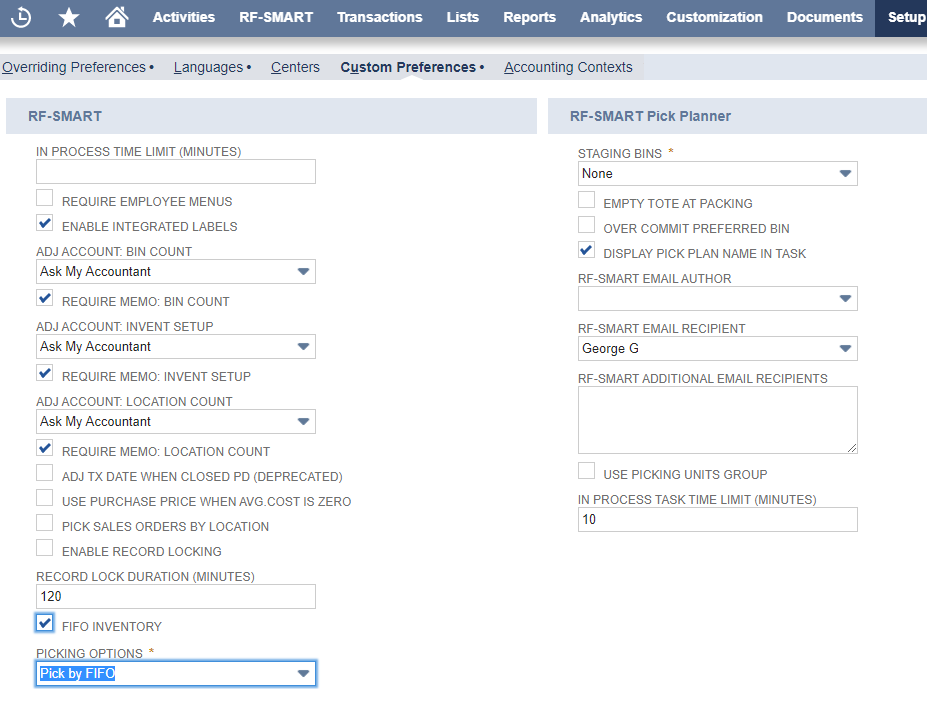 Activities RF-SMART Transactions Lists Reports Analytics Customization Documents Setup
Overriding Preferences • Languages • Centers Custom Preferences • Accounting Contexts
RF-SMART
IN PROCESS TIME LIMIT (MINUTES)
REQUIRE EMPLOYEE MENUS
ENABLE INTEGRATED LABELS
ADJ ACCOUNT: BIN COUNT
Ask My Accountant
REQUIRE MEMO: BIN COUNT
ADJ ACCOUNT: INVENT SETUP
Ask My Accountant
REQUIRE MEMO: INVENT SETUP
ADJ ACCOUNT: LOCATION COUNT
Ask My Accountant
REQUIRE MEMO: LOCATION COUNT
ADJ TX DATE WHEN CLOSED PD (DEPRECATED)
USE PURCHASE PRICE WHEN AVG.COST IS ZERO
PICK SALES ORDERS BY LOCATION
ENABLE RECORD LOCKING
RECORD LOCK DURATION (MINUTES)
120
FIFO INVENTORY
PICKING OPTIONS *
Pick by FIFO
RF-SMART Pick Planner
STAGING BINS *
None
EMPTY TOTE AT PACKING
OVER COMMIT PREFERRED BIN
DISPLAY PICK PLAN NAME IN TASK
RF-SMART EMAIL AUTHOR
RF-SMART EMAIL RECIPIENT
George G
RF-SMART ADDITIONAL EMAIL RECIPIENTS
USE PICKING UNITS GROUP
IN PROCESS TASK TIME LIMIT (MINUTES)
10